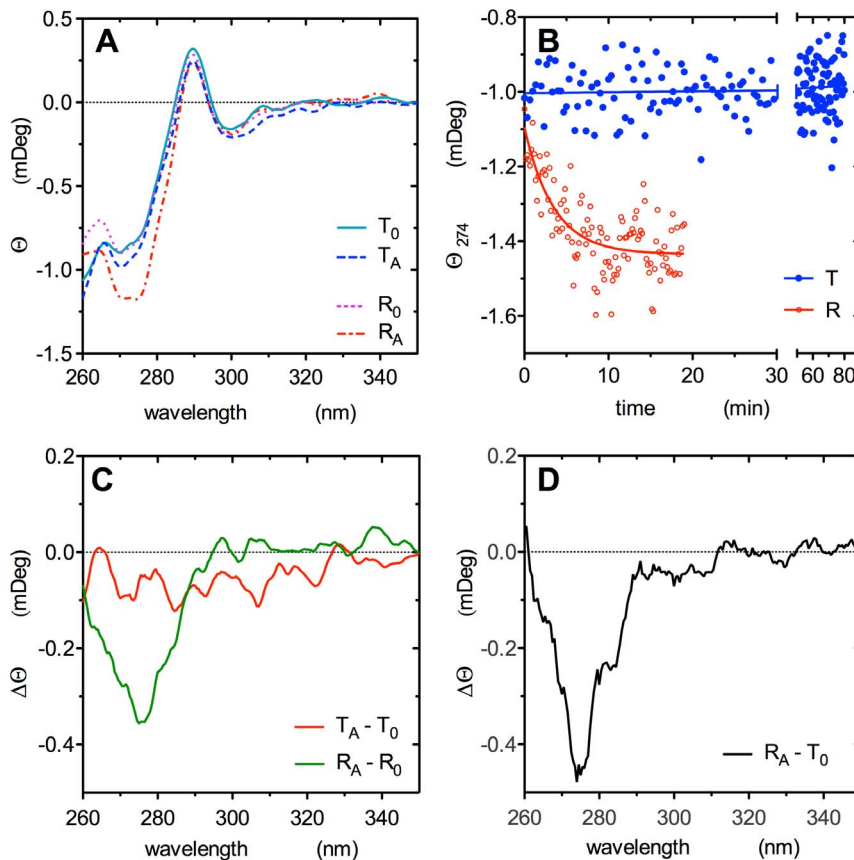 A
0.5
0.0
-0.5
-1.0
-1.5
Θ (mDeg)
T0
TA
R0
RA
260 280 300 320 340
wavelength (nm)
B
-0.8
-1.0
-1.2
-1.4
-1.6
Θ274 (mDeg)
T
R
0 10 20 30 60 70 80
time (min)
C
0.2
0.0
-0.2
-0.4
ΔΘ (mDeg)
TA - T0
RA - R0
260 280 300 320 340
wavelength (nm)
D
0.2
0.0
-0.2
-0.4
ΔΘ (mDeg)
RA - T0
260 280 300 320 340
wavelength (nm)